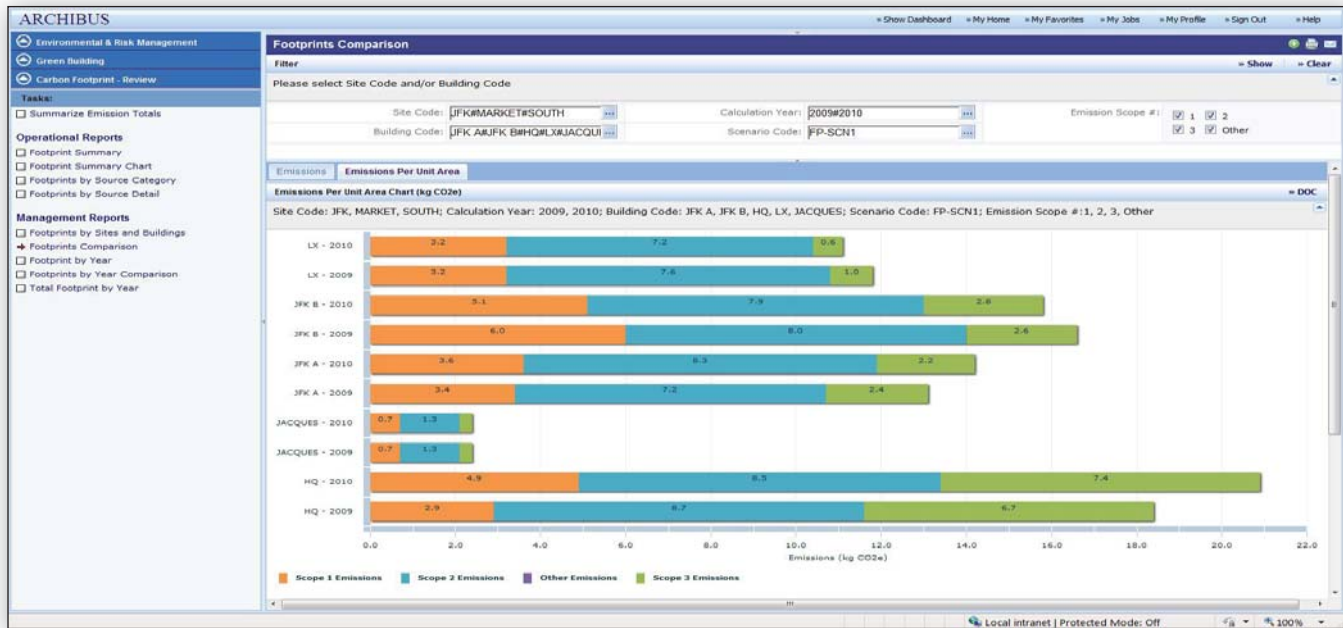 ARCHIBUS
» Show Dashboard » My Home » My Favorites » My Jobs » My Profile » Sign Out » Help
Environmental & Risk Management
Green Building
Carbon Footprint - Review
Tasks:
Summarize Emission Totals
Operational Reports
Footprint Summary
Footprint Summary Chart
Footprints by Source Category
Footprints by Source Detail
Management Reports
Footprints by Sites and Buildings
Footprints Comparison
Footprint by Year
Footprints by Year Comparison
Total Footprint by Year
Footprints Comparison
Filter » Show » Clear
Please select Site Code and/or Building Code
Site Code: JFK#MARKET#SOUTH ... Calculation Year: 2009#2010 ... Emission Scope #: 1 2
Building Code: JFK A#JFK B#HQ#LX#JACQUI ... Scenario Code: FP-SCN1 ... 3 Other
Emissions Emissions Per Unit Area
Emissions Per Unit Area Chart (kg CO2e) » DOC
Site Code: JFK, MARKET, SOUTH; Calculation Year: 2009, 2010; Building Code: JFK A, JFK B, HQ, LX, JACQUES; Scenario Code: FP-SCN1; Emission Scope #:1, 2, 3, Other
LX - 2010 3.2 7.2 0.6
LX - 2009 3.2 7.6 1.0
JFK B - 2010 5.1 7.9 2.8
JFK B - 2009 6.0 8.0 2.6
JFK A - 2010 3.6 8.3 2.2
JFK A - 2009 3.4 7.2 2.4
JACQUES - 2010 0.7 1.3
JACQUES - 2009 0.7 1.3
HQ - 2010 4.9 8.5 7.4
HQ - 2009 2.9 8.7 6.7
0.0 2.0 4.0 6.0 8.0 10.0 12.0 14.0 16.0 18.0 20.0 22.0
Emissions (kg CO2e)
Scope 1 Emissions Scope 2 Emissions Other Emissions Scope 3 Emissions
Local intranet | Protected Mode: Off 100%